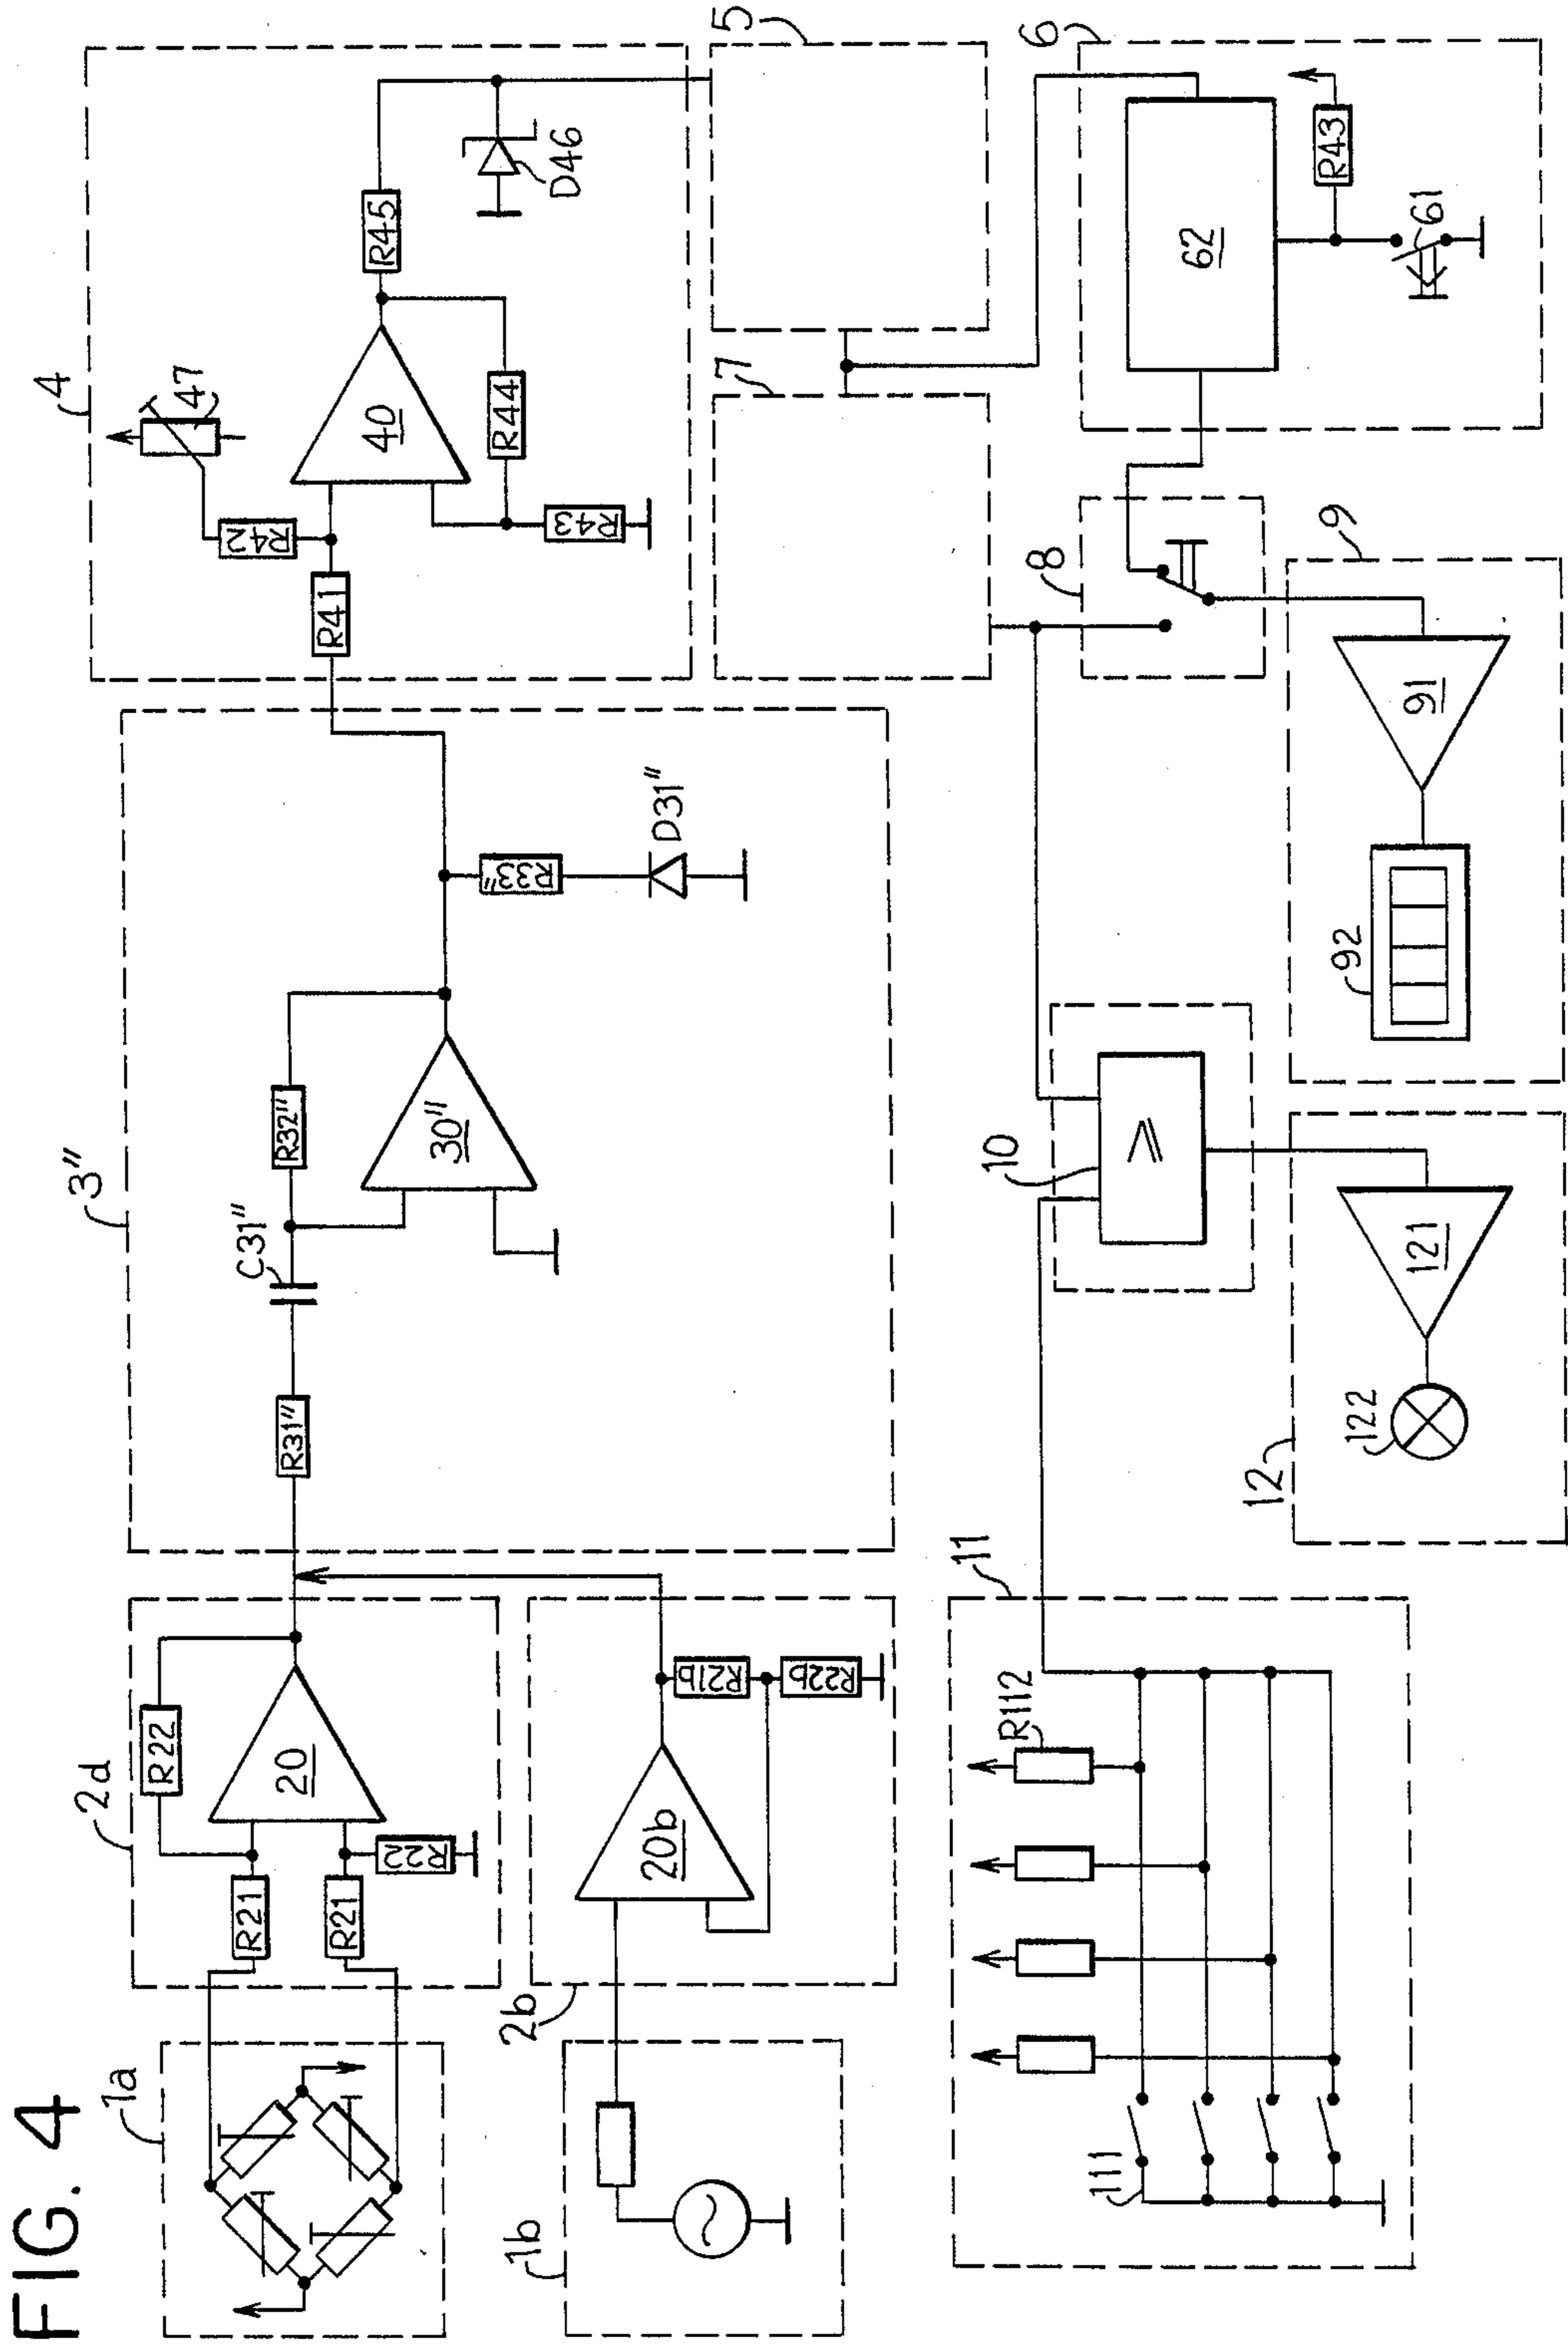 FIG. 4
1a
2d
R21
R21
R22
R22
20
3"
R31"
C31"
R32"
30"
R33"
D31"
4
R41
R42
47
40
R43
R44
R45
D46
1b
2b
20b
R21b
R22b
5
7
6
62
R43
61
8
9
91
92
10
≥
11
R112
111
12
121
122